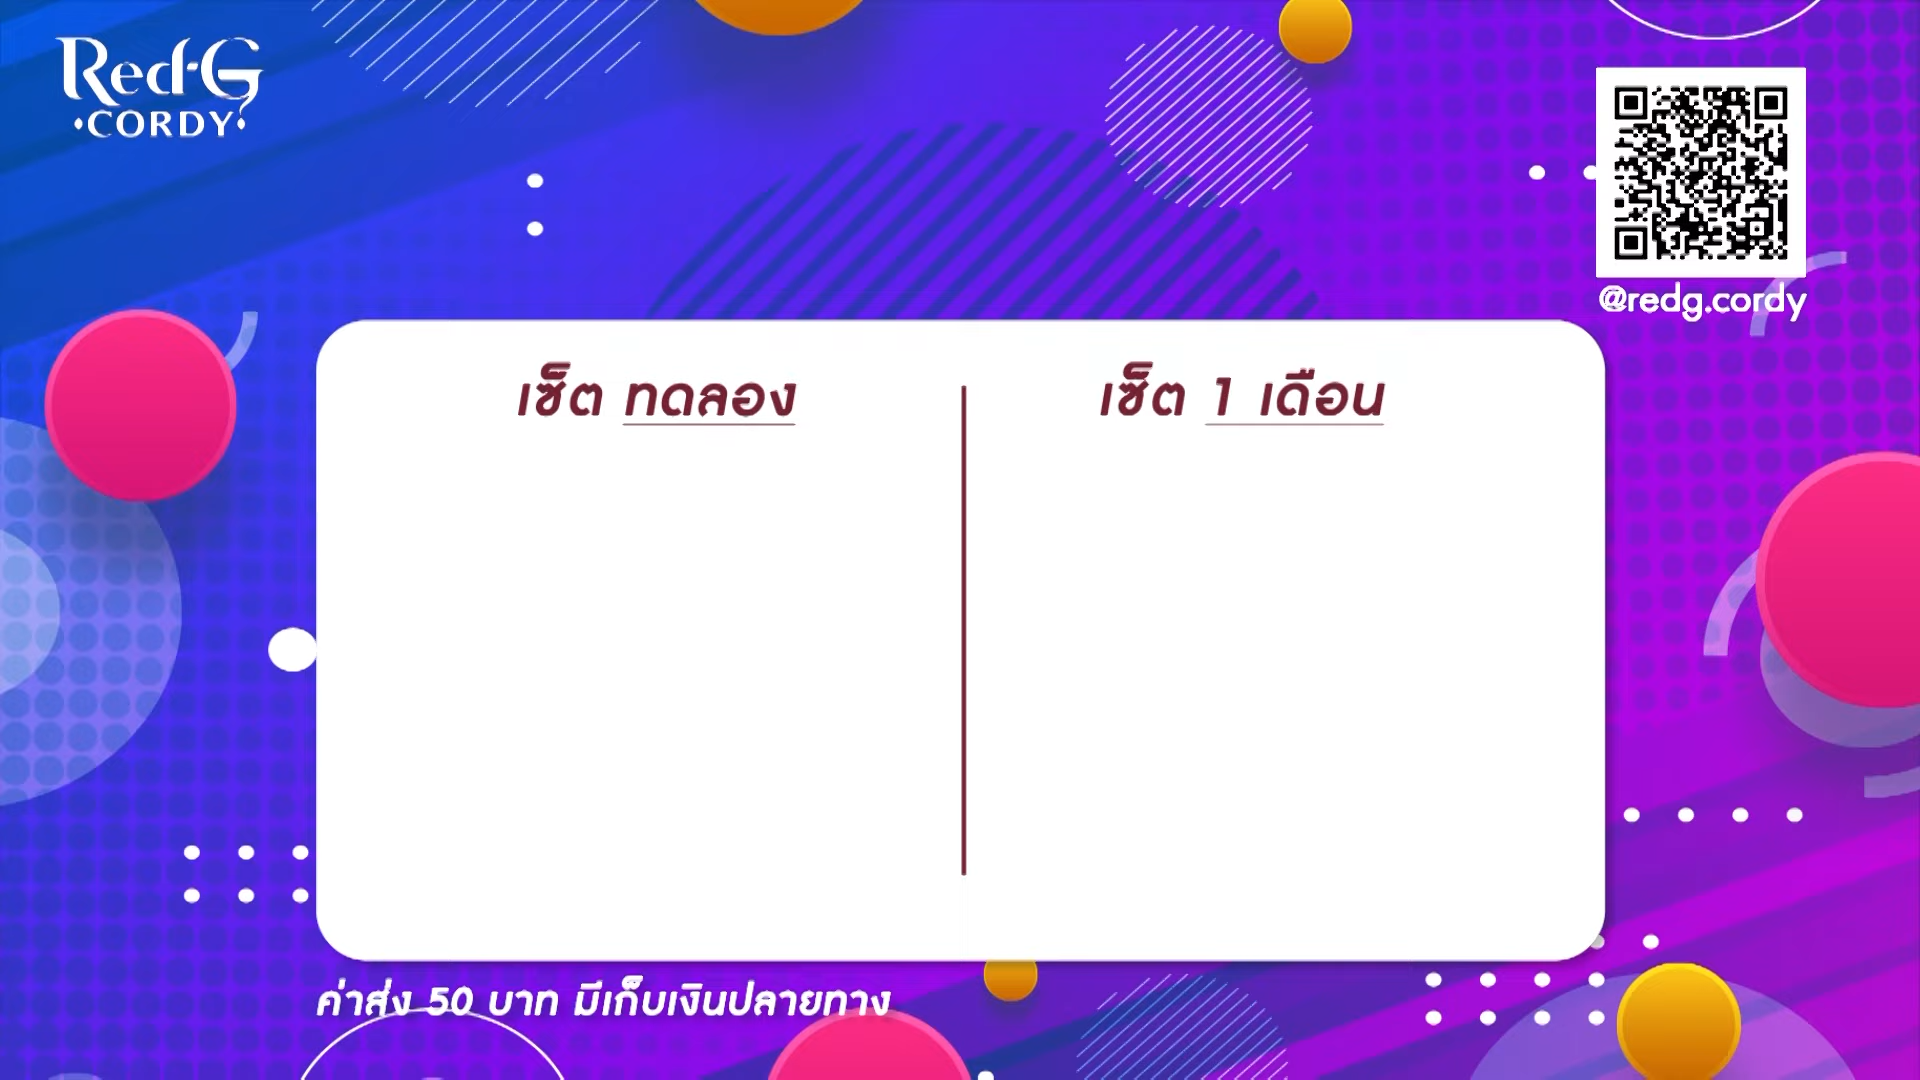 Red-G
CORDY
@redg.cordy
เซ็ต ทดลอง
เซ็ต 1 เดือน
ค่าส่ง 50 บาท มีเก็บเงินปลายทาง